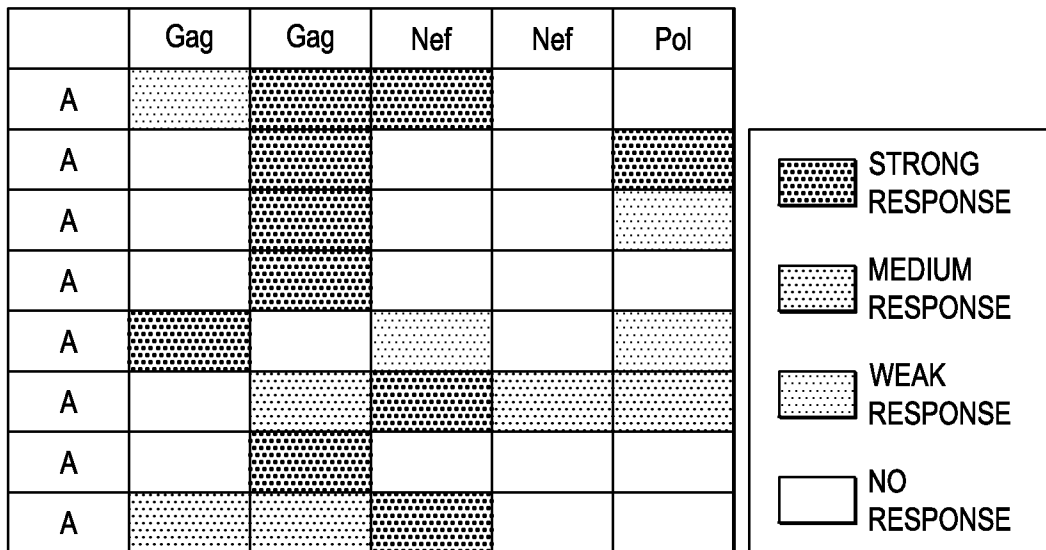 Gag Gag Nef Nef Pol
A
A
A
A
A
A
A
A
STRONG
RESPONSE
MEDIUM
RESPONSE
WEAK
RESPONSE
NO
RESPONSE